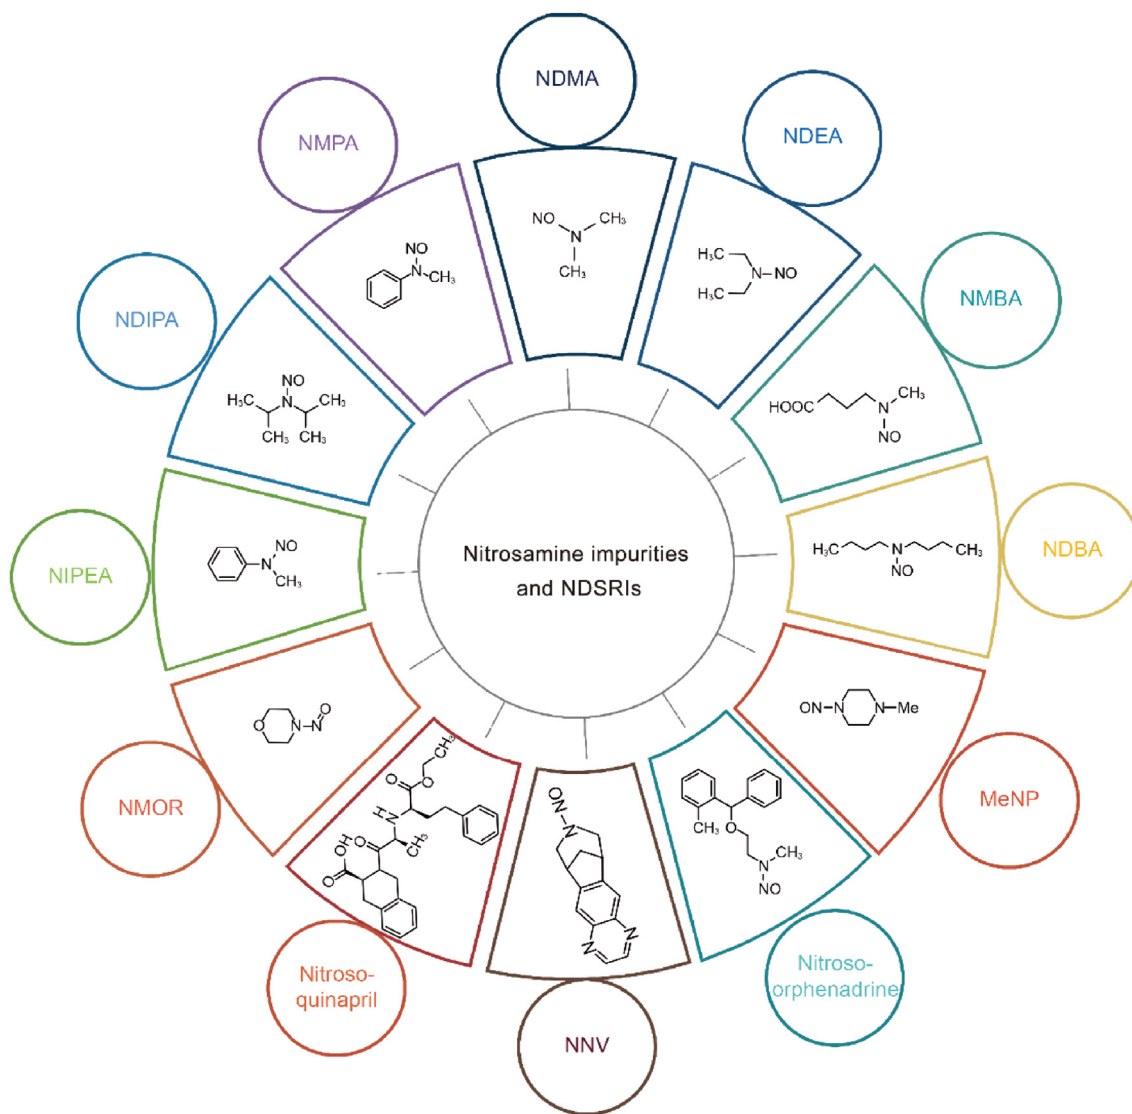 NDMA
NO
CH₃
N
CH₃
NDEA
H₃C
N
NO
H₃C
NMBA
HOOC
CH₃
N
NO
NDBA
H₃C
N
CH₃
NO
MeNP
ON
N
N
Me
Nitroso-
orphenadrine
CH₃
O
CH₃
N
NO
NNV
ON
N
N
N
Nitroso-
quinapril
CH₃
O
O
H
N
O
CH₃
OH
O
NMOR
O
N
O
N
NIPEA
NO
N
CH₃
NDIPA
NO
H₃C
N
CH₃
CH₃
CH₃
NMPA
NO
N
CH₃
Nitrosamine impurities
and NDSRIs